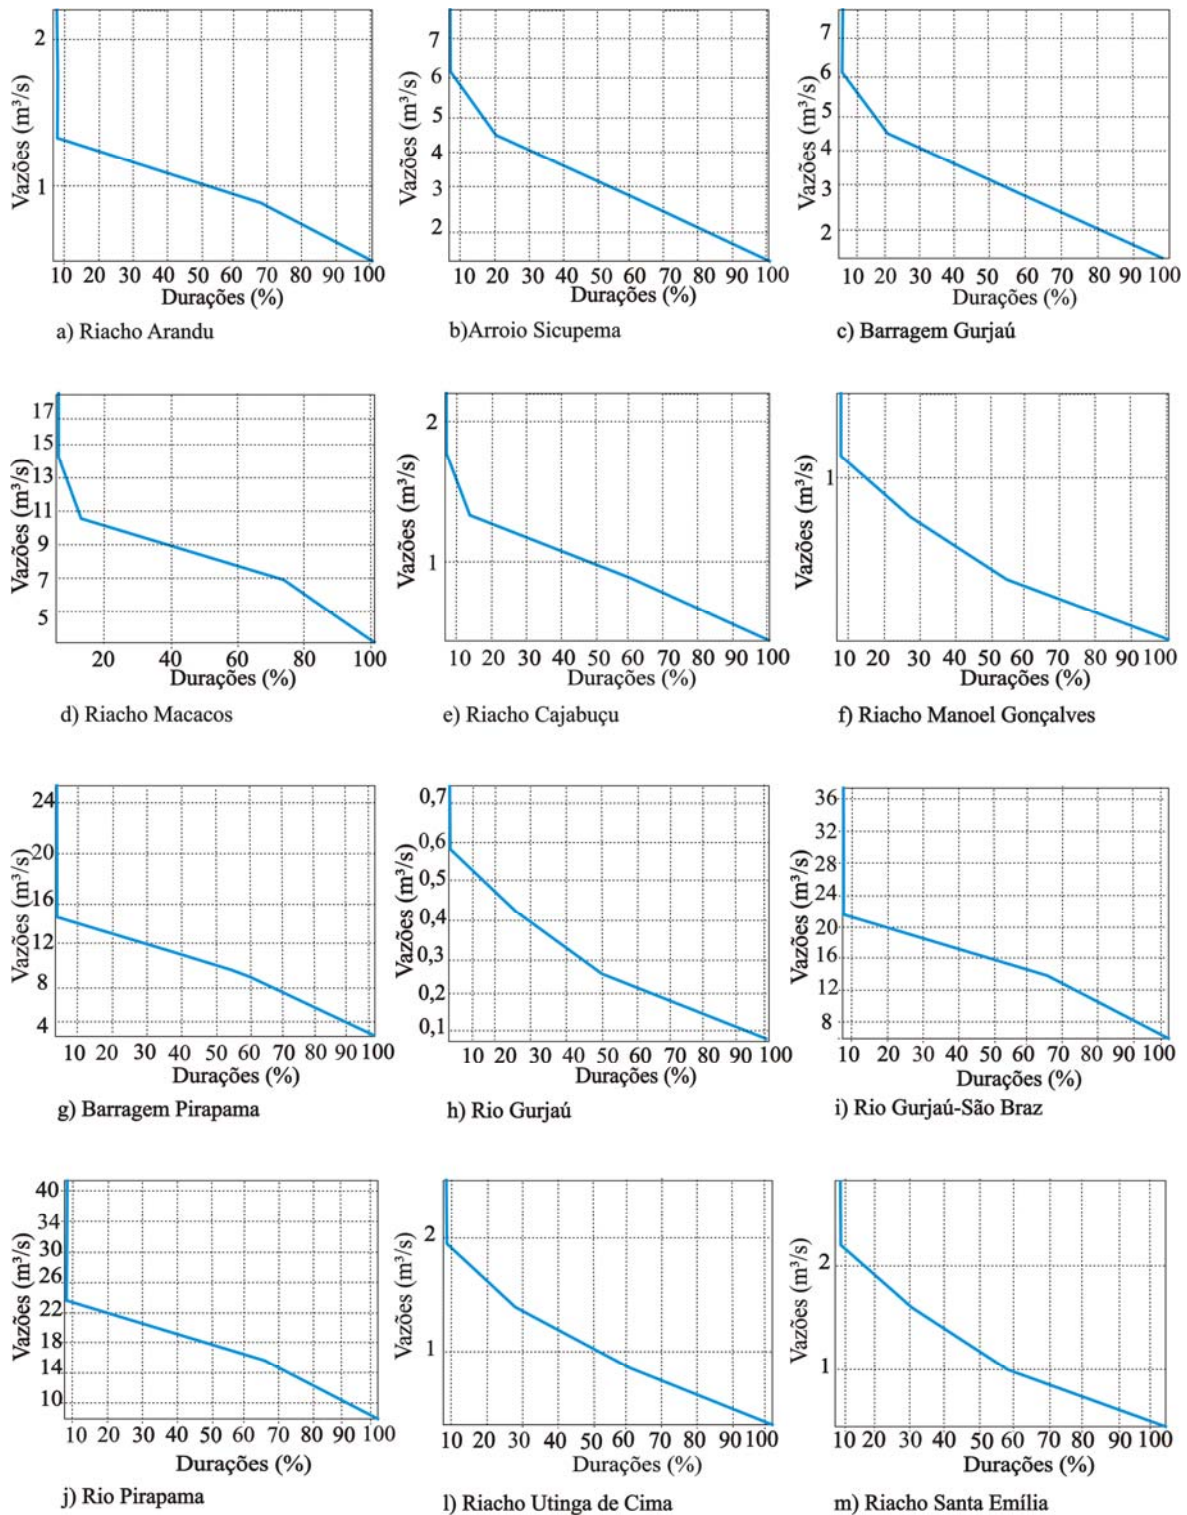 Vazões (m³/s)
2
1
10 20 30 40 50 60 70 80 90 100
Durações (%)
a) Riacho Arandu
Vazões (m³/s)
7
6
5
4
3
2
10 20 30 40 50 60 70 80 90 100
Durações (%)
b)Arroio Sicupema
Vazões (m³/s)
7
6
5
4
3
2
10 20 30 40 50 60 70 80 90 100
Durações (%)
c) Barragem Gurjaú
Vazões (m³/s)
17
15
13
11
9
7
5
20 40 60 80 100
Durações (%)
d) Riacho Macacos
Vazões (m³/s)
2
1
10 20 30 40 50 60 70 80 90 100
Durações (%)
e) Riacho Cajabuçu
Vazões (m³/s)
1
10 20 30 40 50 60 70 80 90 100
Durações (%)
f) Riacho Manoel Gonçalves
Vazões (m³/s)
24
20
16
12
8
4
10 20 30 40 50 60 70 80 90 100
Durações (%)
g) Barragem Pirapama
Vazões (m³/s)
0,7
0,6
0,5
0,4
0,3
0,2
0,1
10 20 30 40 50 60 70 80 90 100
Durações (%)
h) Rio Gurjaú
Vazões (m³/s)
36
32
28
24
20
16
12
8
10 20 30 40 50 60 70 80 90 100
Durações (%)
i) Rio Gurjaú-São Braz
Vazões (m³/s)
40
34
30
26
22
18
14
10
10 20 30 40 50 60 70 80 90 100
Durações (%)
j) Rio Pirapama
Vazões (m³/s)
2
1
10 20 30 40 50 60 70 80 90 100
Durações (%)
l) Riacho Utinga de Cima
Vazões (m³/s)
2
1
10 20 30 40 50 60 70 80 90 100
Durações (%)
m) Riacho Santa Emília